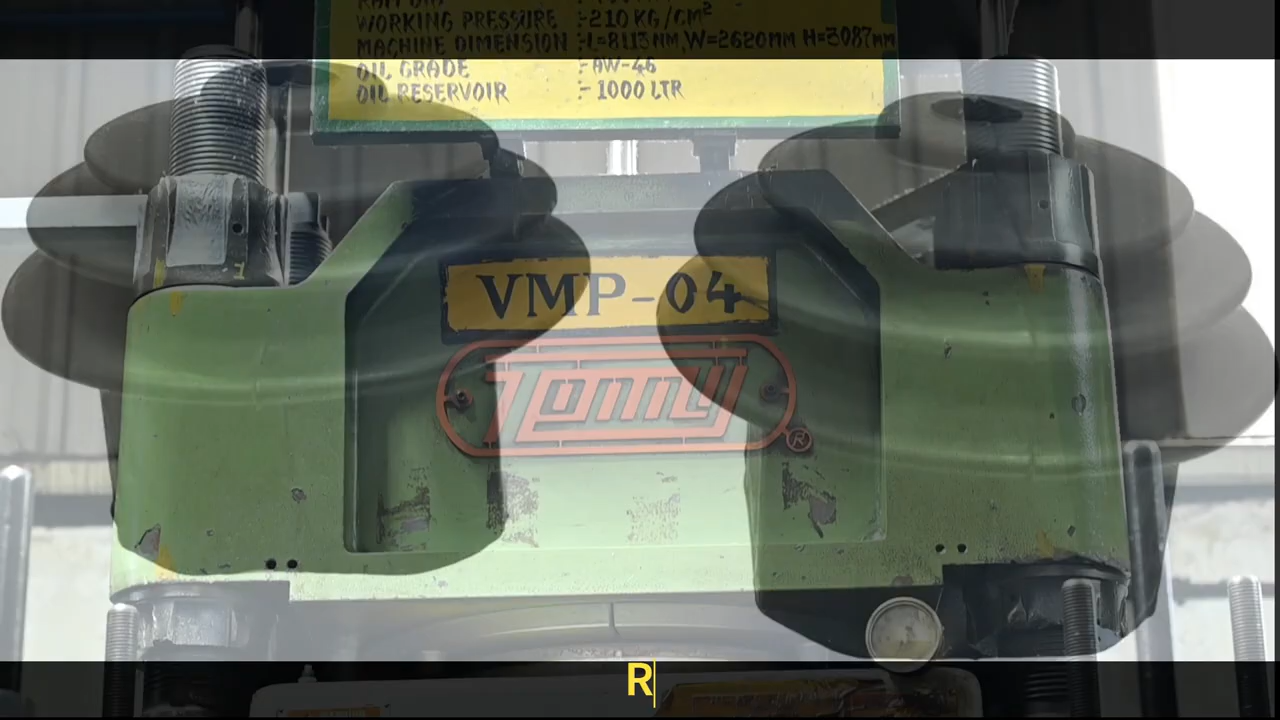 WORKING PRESSURE :-210 KG/CM²
MACHINE DIMENSION :-L=8113MM,W=2620MM H=3087MM
OIL GRADE :-AW-46
OIL RESERVOIR :-1000 LTR
VMP-04
Tonny
®
R